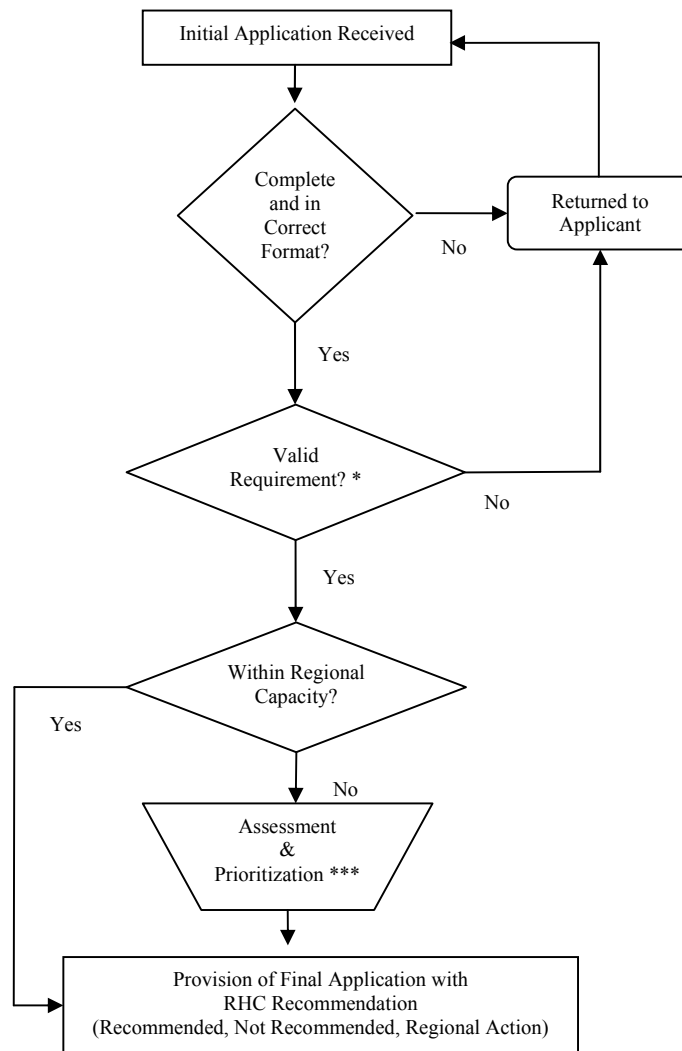 Initial Application Received
Complete
and in
Correct
Format?
No
Returned to
Applicant
Yes
Valid
Requirement? *
No
Yes
Within Regional
Capacity?
Yes
No
Assessment
&
Prioritization ***
Provision of Final Application with
RHC Recommendation
(Recommended, Not Recommended, Regional Action)